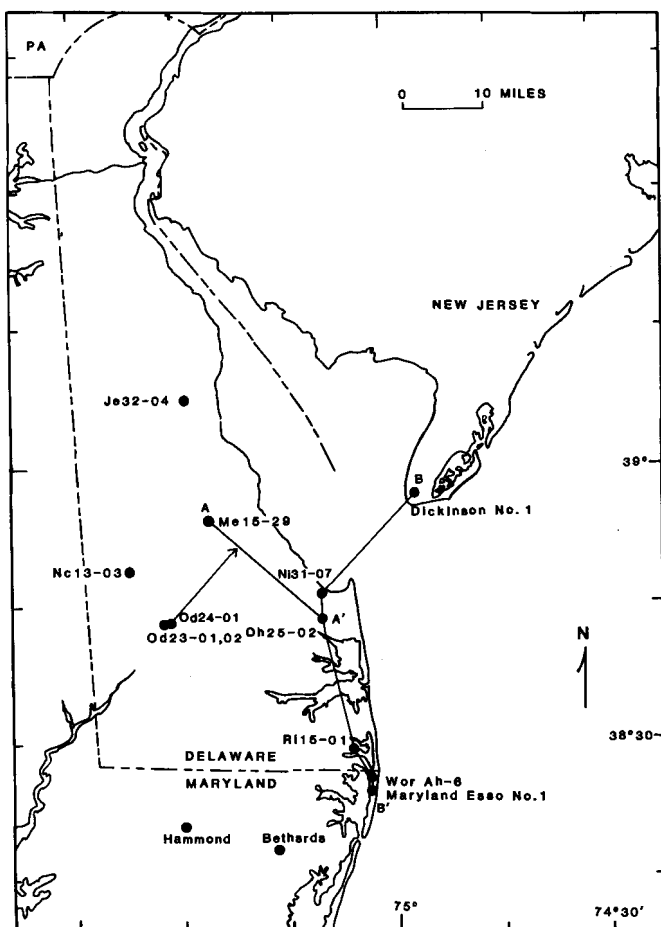 PA
0 10 MILES
NEW JERSEY
Je32-04
39°
A
B
Me15-29
Dickinson No. 1
Nc13-03
Ni31-07
Od24-01
A'
Od23-01,02
Oh25-02
N
Ri15-01
38°30'
DELAWARE
MARYLAND
Wor Ah-6
Maryland Esso No.1
B'
Hammond
Bethards
75°
74°30'